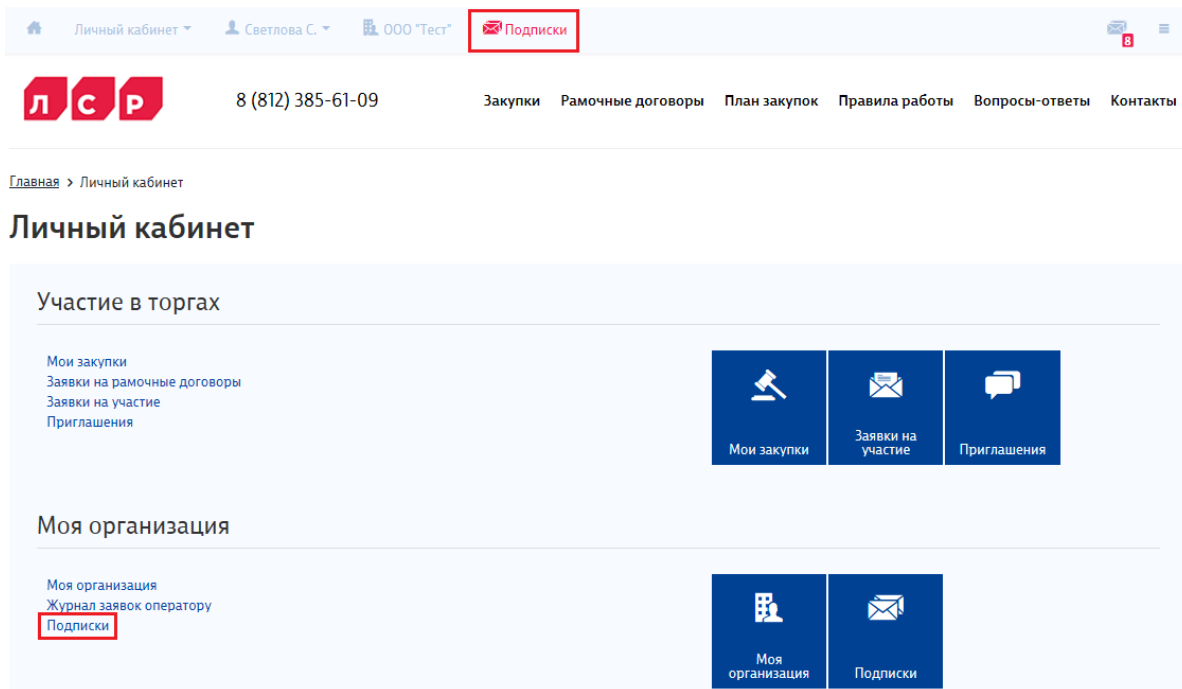 Личный кабинет Светлова С. ООО "Тест" Подписки 8
ЛСР 8 (812) 385-61-09 Закупки Рамочные договоры План закупок Правила работы Вопросы-ответы Контакты
Главная > Личный кабинет
Личный кабинет
Участие в торгах
Мои закупки
Заявки на рамочные договоры
Заявки на участие
Приглашения
Мои закупки
Заявки на
участие
Приглашения
Моя организация
Моя организация
Журнал заявок оператору
Подписки
Моя
организация
Подписки